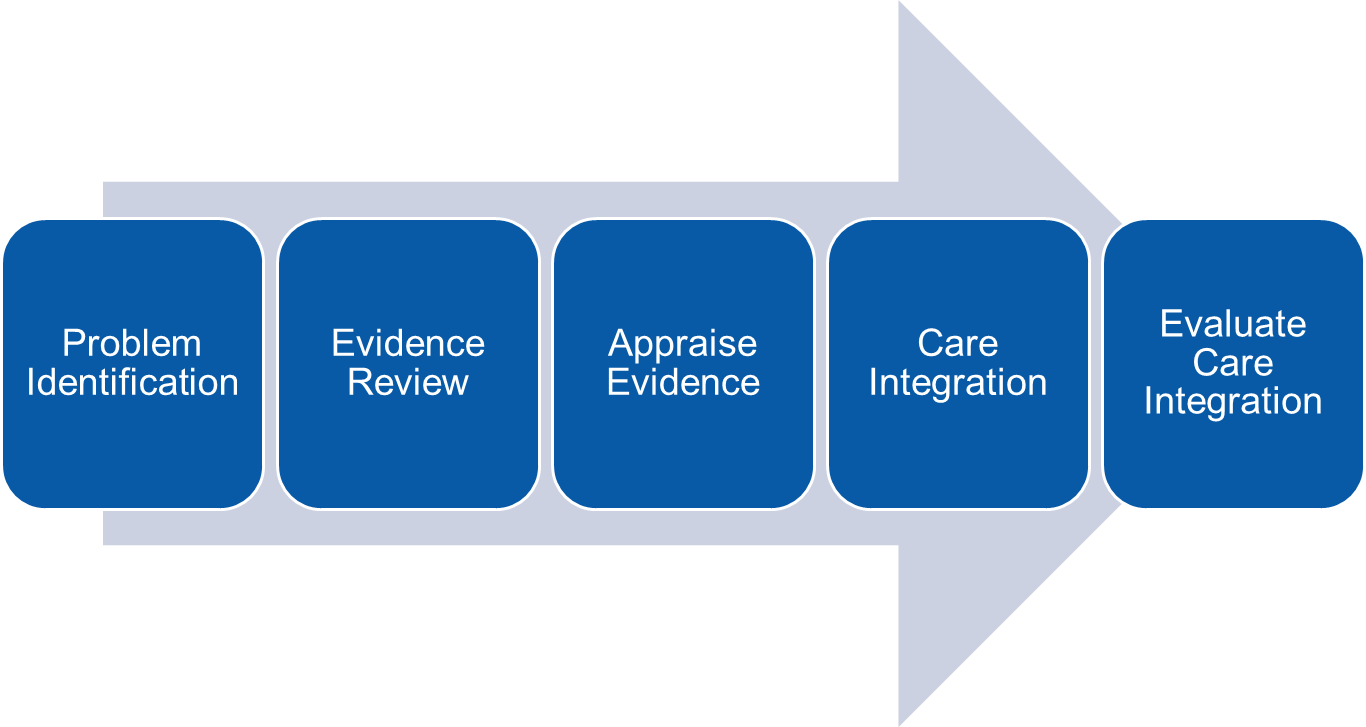 Problem
Identification
Evidence
Review
Appraise
Evidence
Care
Integration
Evaluate
Care
Integration